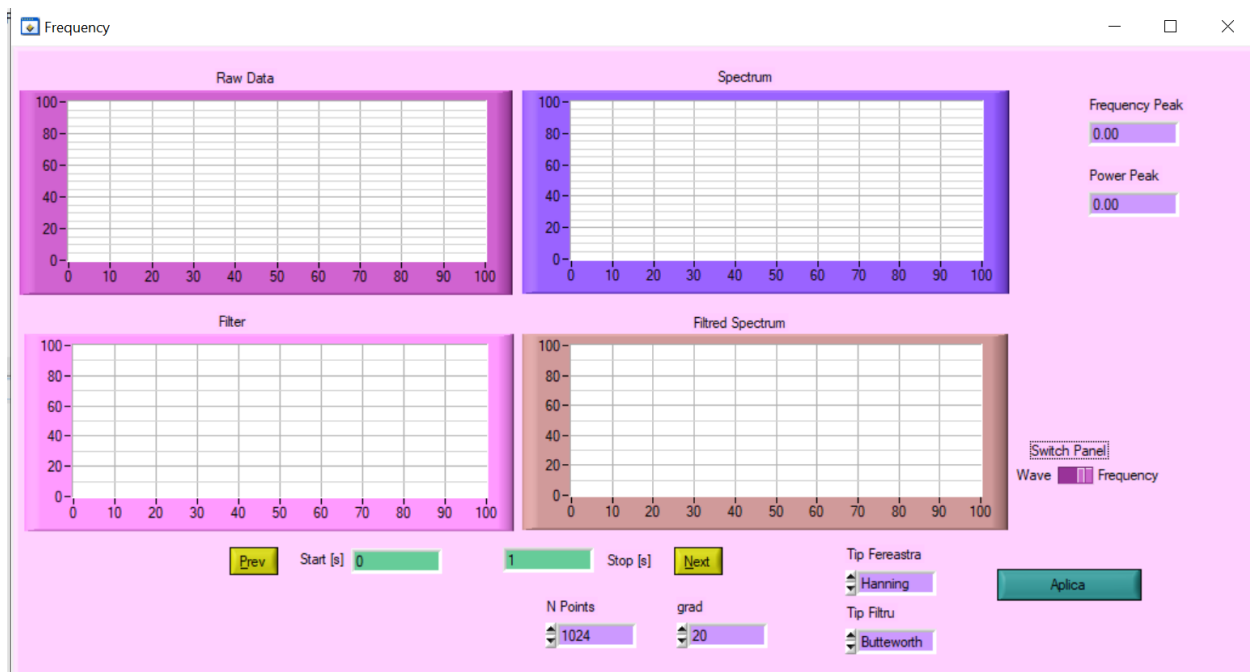 Frequency
Raw Data
100
80
60
40
20
0
0 10 20 30 40 50 60 70 80 90 100
Spectrum
100
80
60
40
20
0
0 10 20 30 40 50 60 70 80 90 100
Frequency Peak
0.00
Power Peak
0.00
Filter
100
80
60
40
20
0
0 10 20 30 40 50 60 70 80 90 100
Filtred Spectrum
100
80
60
40
20
0
0 10 20 30 40 50 60 70 80 90 100
Switch Panel
Wave Frequency
Prev Start [s] 0 1 Stop [s] Next
Tip Fereastra
Hanning
Aplica
N Points
1024
grad
20
Tip Filtru
Butteworth